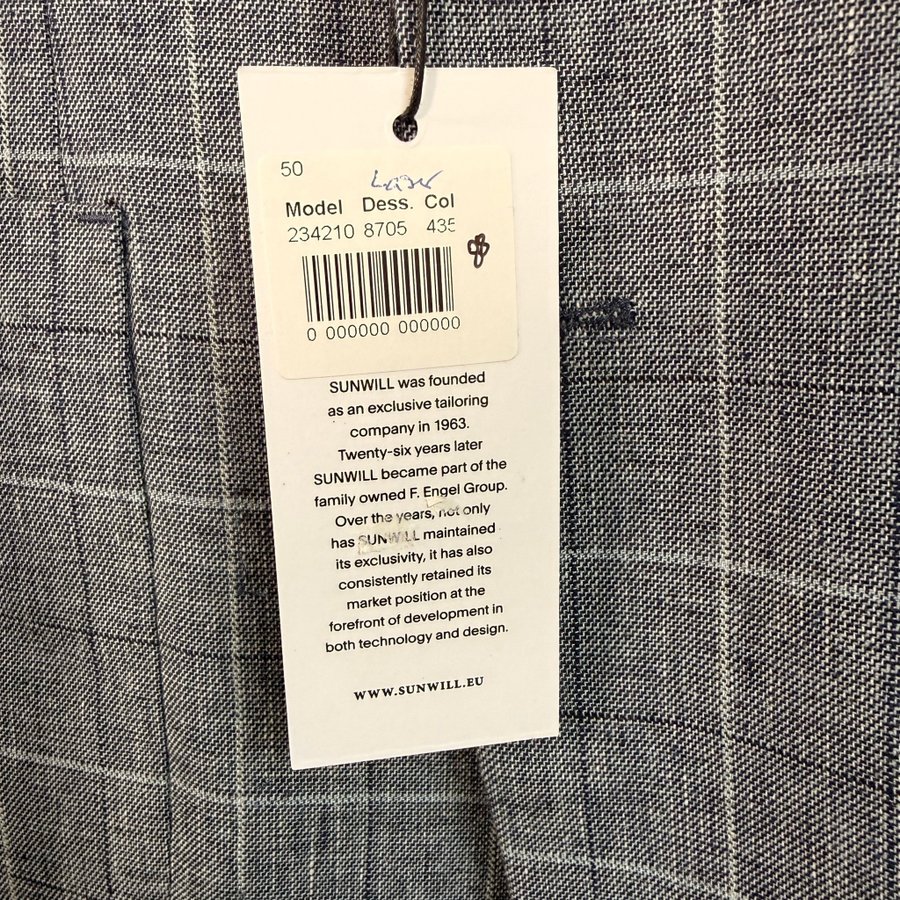 50
Model Dess. Col
234210 8705 435
0 000000 000000
SUNWILL was founded
as an exclusive tailoring
company in 1963.
Twenty-six years later
SUNWILL became part of the
family owned F. Engel Group.
Over the years, not only
has SUNWILL maintained
its exclusivity, it has also
consistently retained its
market position at the
forefront of development in
both technology and design.
WWW.SUNWILL.EU